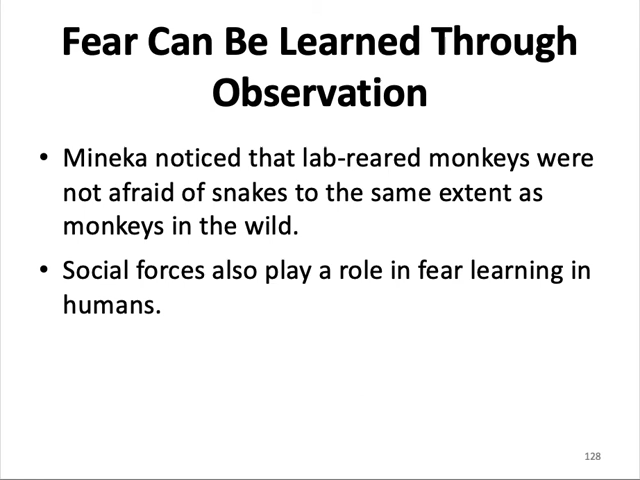 Fear Can Be Learned Through
Observation
• Mineka noticed that lab-reared monkeys were
not afraid of snakes to the same extent as
monkeys in the wild.
• Social forces also play a role in fear learning in
humans.
128